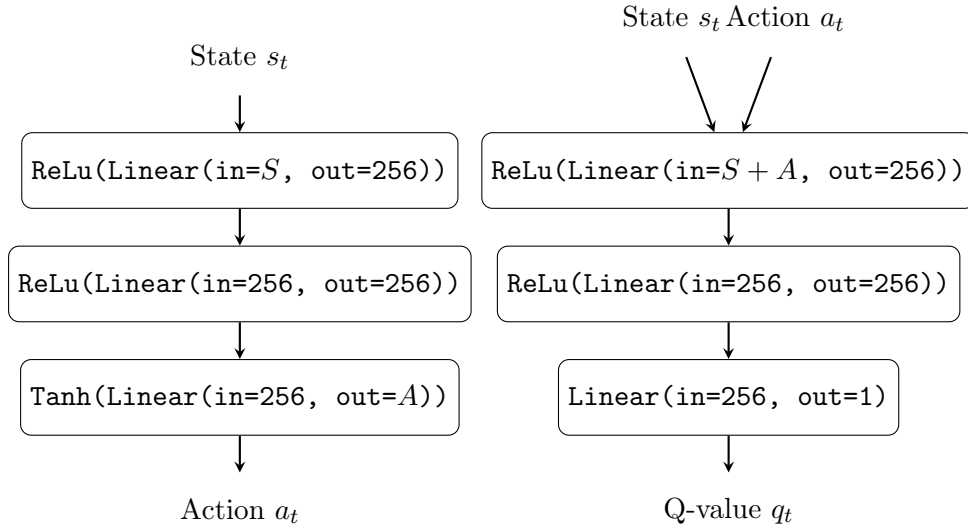 State $s_t$
ReLu(Linear(in=$S$, out=256))
ReLu(Linear(in=256, out=256))
Tanh(Linear(in=256, out=$A$))
Action $a_t$
State $s_t$ Action $a_t$
ReLu(Linear(in=$S + A$, out=256))
ReLu(Linear(in=256, out=256))
Linear(in=256, out=1)
Q-value $q_t$